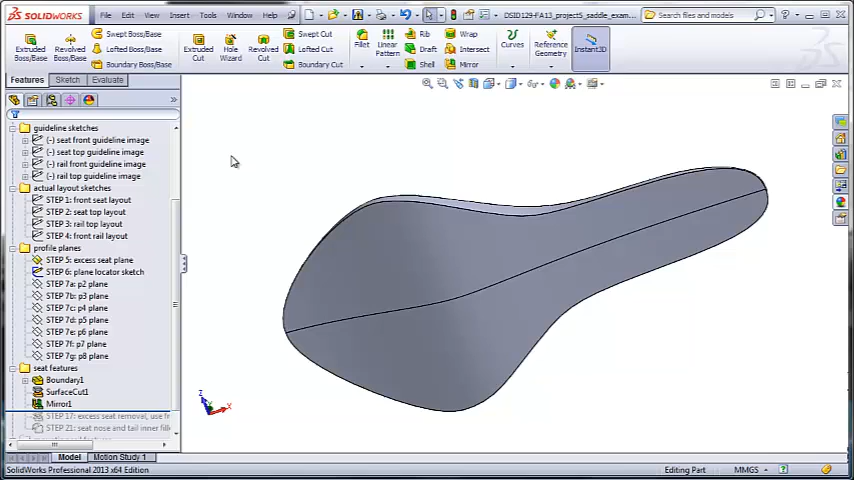 SOLIDWORKS File Edit View Insert Tools Window Help DSID129-FA13_project5_saddle_exam... Search files and models
Extruded Boss/Base
Revolved Boss/Base
Swept Boss/Base
Lofted Boss/Base
Boundary Boss/Base
Extruded Cut
Hole Wizard
Revolved Cut
Swept Cut
Lofted Cut
Boundary Cut
Fillet
Linear Pattern
Rib
Draft
Shell
Wrap
Intersect
Mirror
Curves
Reference Geometry
Instant3D
Features Sketch Evaluate
guideline sketches
(-) seat front guideline image
(-) seat top guideline image
(-) rail front guideline image
(-) rail top guideline image
actual layout sketches
STEP 1: front seat layout
STEP 2: seat top layout
STEP 3: rail top layout
STEP 4: front rail layout
profile planes
STEP 5: excess seat plane
STEP 6: plane locator sketch
STEP 7a: p2 plane
STEP 7b: p3 plane
STEP 7c: p4 plane
STEP 7d: p5 plane
STEP 7e: p6 plane
STEP 7f: p7 plane
STEP 7g: p8 plane
seat features
Boundary1
SurfaceCut1
Mirror1
STEP 17: excess seat removal, use fr
STEP 21: seat nose and tail inner fill
Z
X
Model Motion Study 1
SolidWorks Professional 2013 x64 Edition Editing Part MMGS